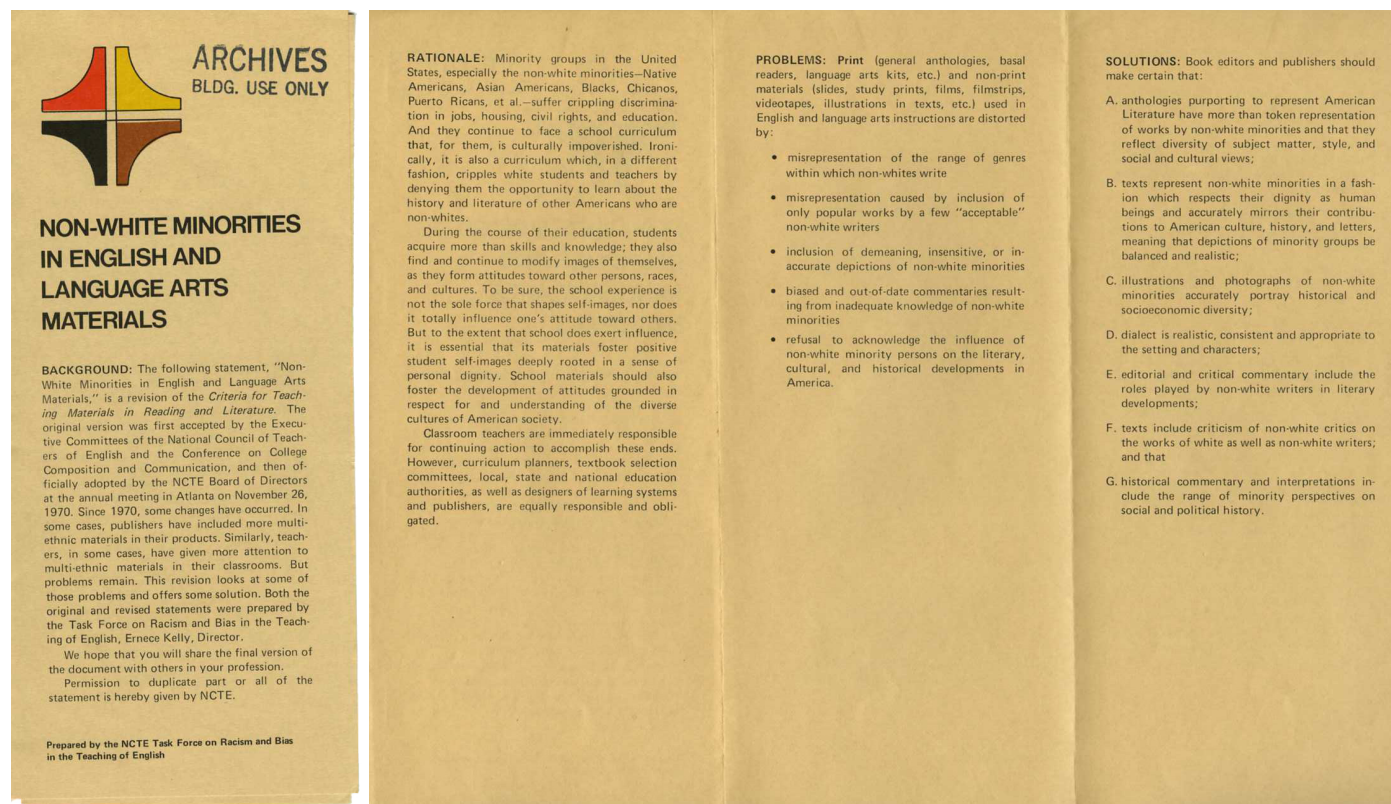 ARCHIVES
BLDG. USE ONLY
NON-WHITE MINORITIES
IN ENGLISH AND
LANGUAGE ARTS
MATERIALS
BACKGROUND: The following statement, "Non-
White Minorities in English and Language Arts
Materials," is a revision of the Criteria for Teach-
ing Materials in Reading and Literature. The
original version was first accepted by the Execu-
tive Committees of the National Council of Teach-
ers of English and the Conference on College
Composition and Communication, and then of-
ficially adopted by the NCTE Board of Directors
at the annual meeting in Atlanta on November 26,
1970. Since 1970, some changes have occurred. In
some cases, publishers have included more multi-
ethnic materials in their products. Similarly, teach-
ers, in some cases, have given more attention to
multi-ethnic materials in their classrooms. But
problems remain. This revision looks at some of
those problems and offers some solution. Both the
original and revised statements were prepared by
the Task Force on Racism and Bias in the Teach-
ing of English, Ernece Kelly, Director.
We hope that you will share the final version of
the document with others in your profession.
Permission to duplicate part or all of the
statement is hereby given by NCTE.
Prepared by the NCTE Task Force on Racism and Bias
in the Teaching of English
RATIONALE: Minority groups in the United
States, especially the non-white minorities—Native
Americans, Asian Americans, Blacks, Chicanos,
Puerto Ricans, et al.—suffer crippling discrimina-
tion in jobs, housing, civil rights, and education.
And they continue to face a school curriculum
that, for them, is culturally impoverished. Ironi-
cally, it is also a curriculum which, in a different
fashion, cripples white students and teachers by
denying them the opportunity to learn about the
history and literature of other Americans who are
non-whites.
During the course of their education, students
acquire more than skills and knowledge; they also
find and continue to modify images of themselves,
as they form attitudes toward other persons, races,
and cultures. To be sure, the school experience is
not the sole force that shapes self-images, nor does
it totally influence one's attitude toward others.
But to the extent that school does exert influence,
it is essential that its materials foster positive
student self-images deeply rooted in a sense of
personal dignity. School materials should also
foster the development of attitudes grounded in
respect for and understanding of the diverse
cultures of American society.
Classroom teachers are immediately responsible
for continuing action to accomplish these ends.
However, curriculum planners, textbook selection
committees, local, state and national education
authorities, as well as designers of learning systems
and publishers, are equally responsible and obli-
gated.
PROBLEMS: Print (general anthologies, basal
readers, language arts kits, etc.) and non-print
materials (slides, study prints, films, filmstrips,
videotapes, illustrations in texts, etc.) used in
English and language arts instructions are distorted
by:
• misrepresentation of the range of genres
within which non-whites write
• misrepresentation caused by inclusion of
only popular works by a few "acceptable"
non-white writers
• inclusion of demeaning, insensitive, or in-
accurate depictions of non-white minorities
• biased and out-of-date commentaries result-
ing from inadequate knowledge of non-white
minorities
• refusal to acknowledge the influence of
non-white minority persons on the literary,
cultural, and historical developments in
America.
SOLUTIONS: Book editors and publishers should
make certain that:
A. anthologies purporting to represent American
Literature have more than token representation
of works by non-white minorities and that they
reflect diversity of subject matter, style, and
social and cultural views;
B. texts represent non-white minorities in a fash-
ion which respects their dignity as human
beings and accurately mirrors their contribu-
tions to American culture, history, and letters,
meaning that depictions of minority groups be
balanced and realistic;
C. illustrations and photographs of non-white
minorities accurately portray historical and
socioeconomic diversity;
D. dialect is realistic, consistent and appropriate to
the setting and characters;
E. editorial and critical commentary include the
roles played by non-white writers in literary
developments;
F. texts include criticism of non-white critics on
the works of white as well as non-white writers;
and that
G. historical commentary and interpretations in-
clude the range of minority perspectives on
social and political history.